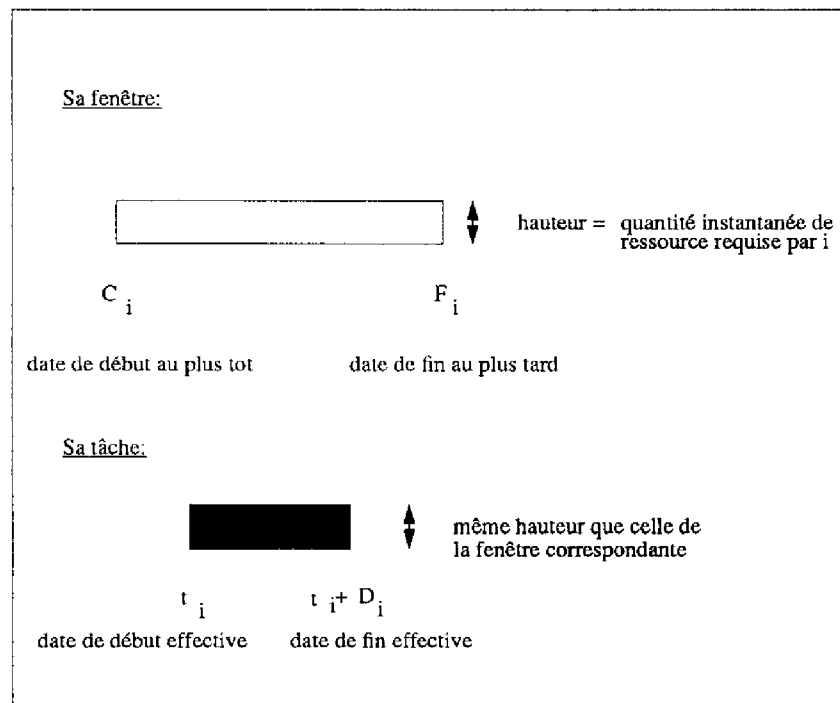 Sa fenêtre:
hauteur = quantité instantanée de
ressource requise par i
C i
F i
date de début au plus tot
date de fin au plus tard
Sa tâche:
même hauteur que celle de
la fenêtre correspondante
t i
t i + D i
date de début effective
date de fin effective